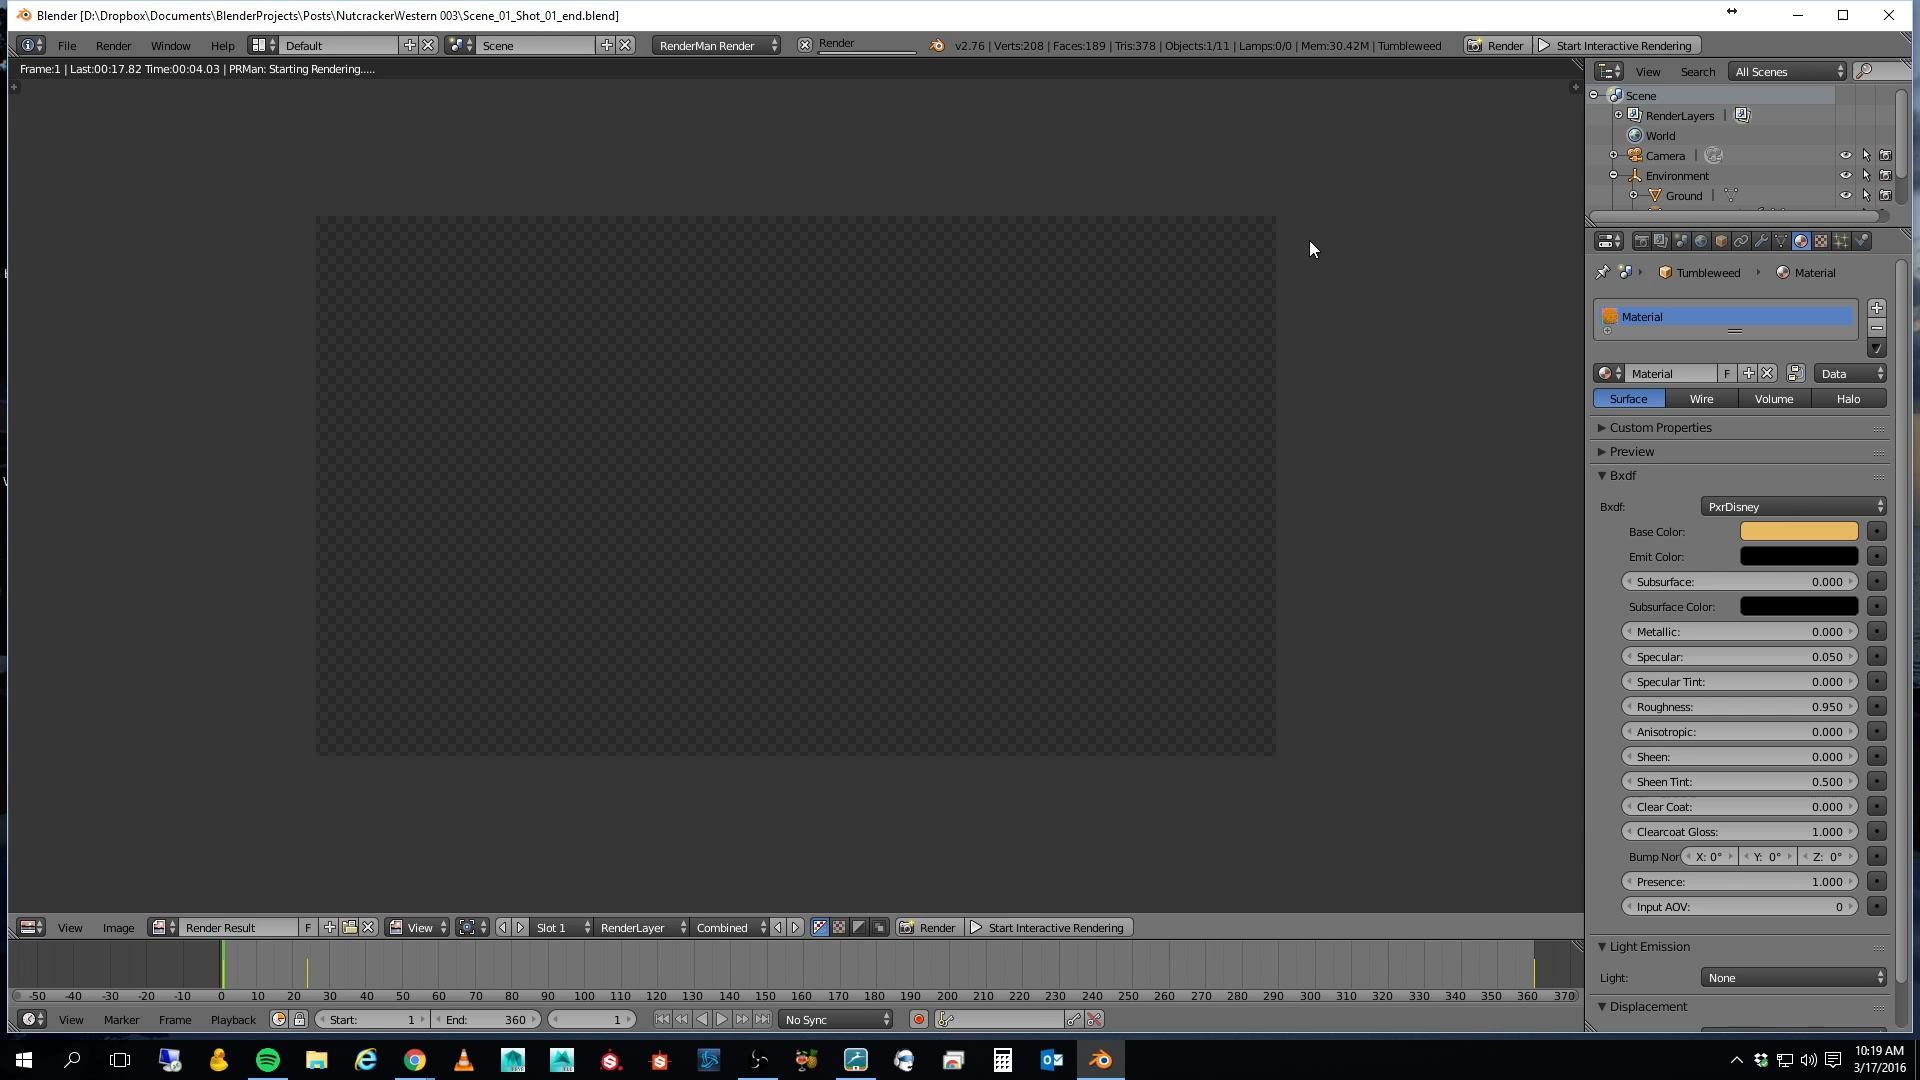 Blender [D:\Dropbox\Documents\BlenderProjects\Posts\NutcrackerWestern 003\Scene_01_Shot_01_end.blend]
File Render Window Help Default Scene RenderMan Render Render v2.76 | Verts:208 | Faces:189 | Tris:378 | Objects:1/11 | Lamps:0/0 | Mem:30.42M | Tumbleweed Render Start Interactive Rendering
Frame:1 | Last:00:17.82 Time:00:04.03 | PRMan: Starting Rendering.....
View Search All Scenes
Scene
RenderLayers |
World
Camera |
Environment
Ground |
Tumbleweed Material
Material
Material F Data
Surface Wire Volume Halo
Custom Properties
Preview
Bxdf
Bxdf: PxrDisney
Base Color:
Emit Color:
Subsurface: 0.000
Subsurface Color:
Metallic: 0.000
Specular: 0.050
Specular Tint: 0.000
Roughness: 0.950
Anisotropic: 0.000
Sheen: 0.000
Sheen Tint: 0.500
Clear Coat: 0.000
Clearcoat Gloss: 1.000
Bump Nor X: 0° Y: 0° Z: 0°
Presence: 1.000
Input AOV: 0
Light Emission
Light: None
Displacement
View Image Render Result F View Slot 1 RenderLayer Combined Render Start Interactive Rendering
-50 -40 -30 -20 -10 0 10 20 30 40 50 60 70 80 90 100 110 120 130 140 150 160 170 180 190 200 210 220 230 240 250 260 270 280 290 300 310 320 330 340 350 360 370
View Marker Frame Playback Start: 1 End: 360 1 No Sync
10:19 AM
3/17/2016